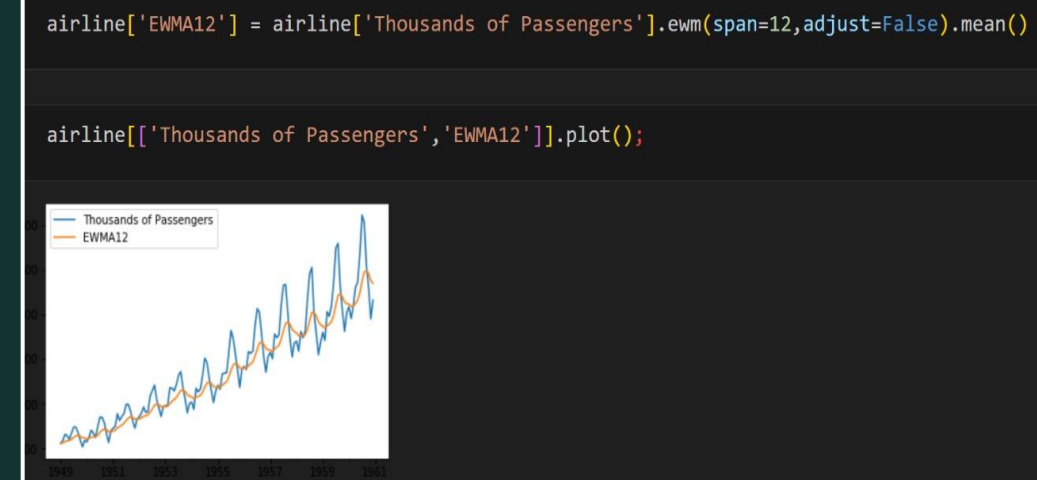 airline['EWMA12'] = airline['Thousands of Passengers'].ewm(span=12,adjust=False).mean()
airline[['Thousands of Passengers','EWMA12']].plot();
Thousands of Passengers
EWMA12
1949 1951 1953 1955 1957 1959 1961